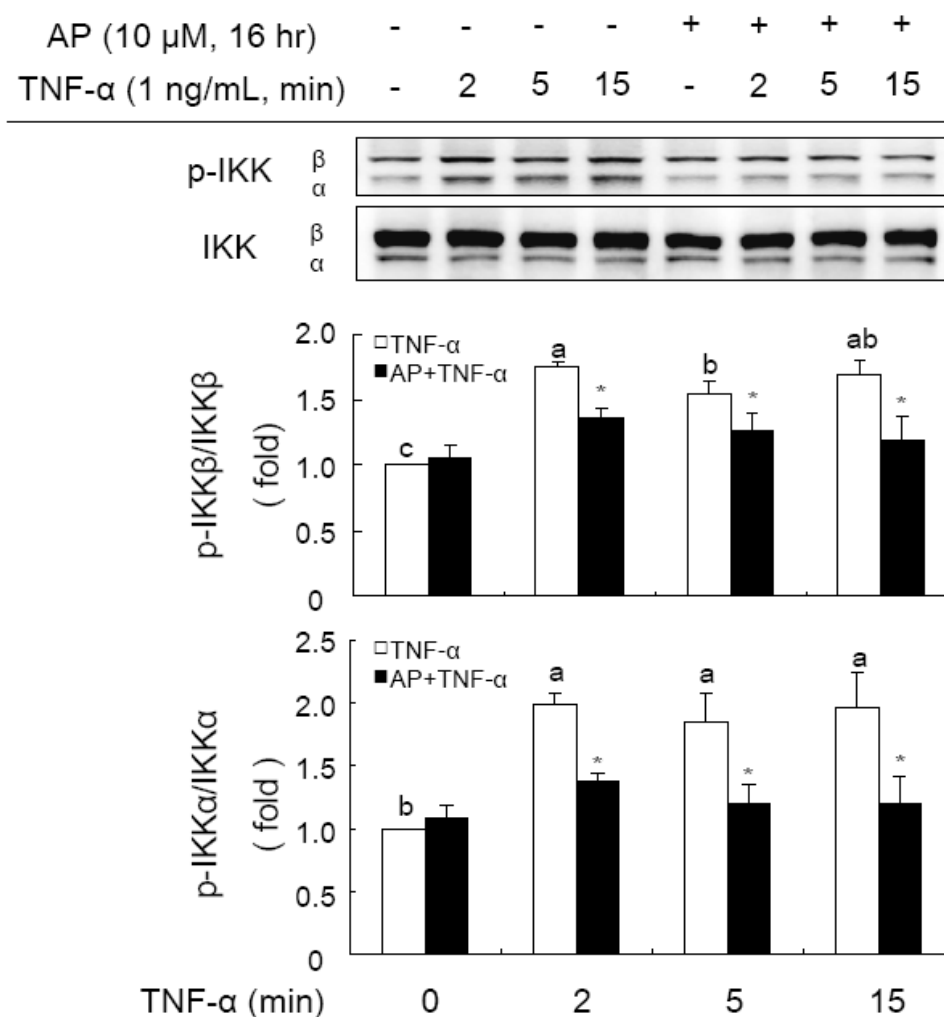 AP (10 μM, 16 hr) - - - - + + + +
TNF-α (1 ng/mL, min) - 2 5 15 - 2 5 15
p-IKK β
α
IKK β
α
p-IKKβ/IKKβ
( fold)
2.0
1.5
1.0
0.5
0
□TNF-α
■AP+TNF-α
c a * b * ab *
p-IKKα/IKKα
( fold)
2.5
2.0
1.5
1.0
0.5
0
□TNF-α
■AP+TNF-α
b a * a * a *
TNF-α (min) 0 2 5 15